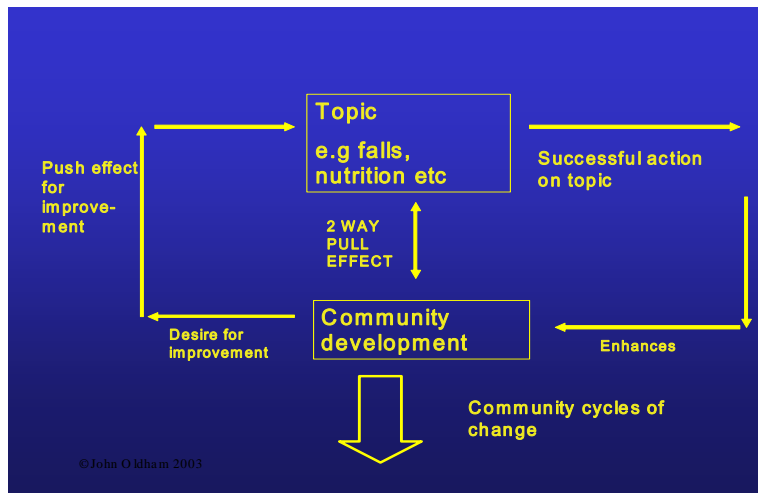 Topic
e.g falls,
nutrition etc
Push effect
for
improve-
ment
Successful action
on topic
2 WAY
PULL
EFFECT
Community
development
Desire for
improvement
Enhances
Community cycles of
change
©John Oldham 2003